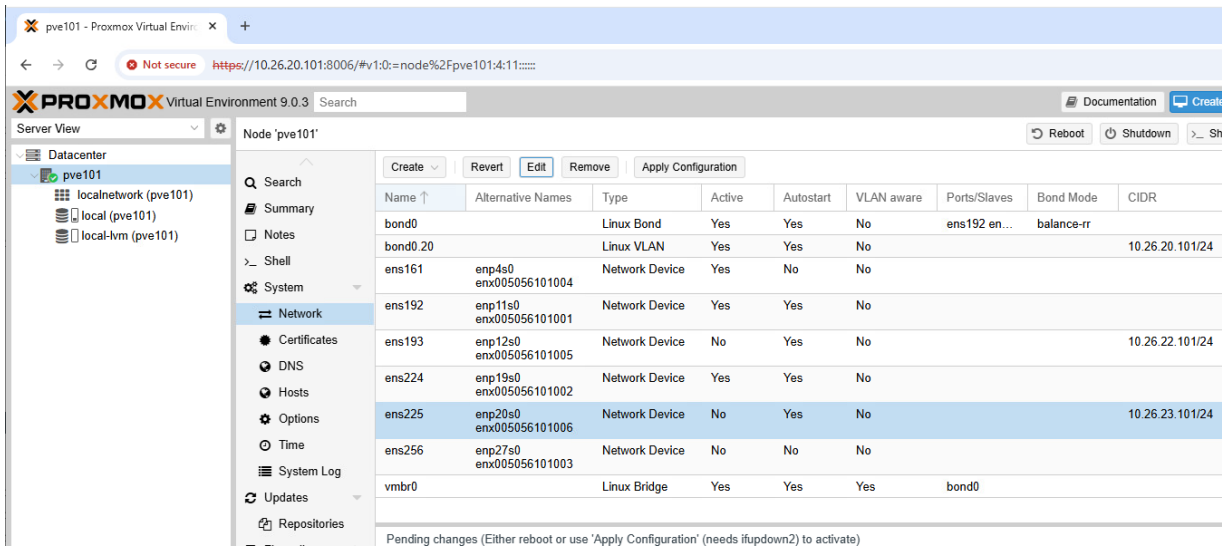 pve101 - Proxmox Virtual Enviro
Not secure https://10.26.20.101:8006/#v1:0:=node%2Fpve101:4:11::::::
PROXMOX Virtual Environment 9.0.3 Search Documentation Create
Server View Node 'pve101' Reboot Shutdown >_ Sh
Datacenter
pve101
localnetwork (pve101)
local (pve101)
local-lvm (pve101)
Search
Summary
Notes
>_ Shell
System
Network
Certificates
DNS
Hosts
Options
Time
System Log
Updates
Repositories
Create Revert Edit Remove Apply Configuration
Name ↑ Alternative Names Type Active Autostart VLAN aware Ports/Slaves Bond Mode CIDR
bond0 Linux Bond Yes Yes No ens192 en... balance-rr
bond0.20 Linux VLAN Yes Yes No 10.26.20.101/24
ens161 enp4s0 Network Device Yes No No
enx005056101004
ens192 enp11s0 Network Device Yes Yes No
enx005056101001
ens193 enp12s0 Network Device No Yes No 10.26.22.101/24
enx005056101005
ens224 enp19s0 Network Device Yes Yes No
enx005056101002
ens225 enp20s0 Network Device No Yes No 10.26.23.101/24
enx005056101006
ens256 enp27s0 Network Device No No No
enx005056101003
vmbr0 Linux Bridge Yes Yes Yes bond0
Pending changes (Either reboot or use 'Apply Configuration' (needs ifupdown2) to activate)